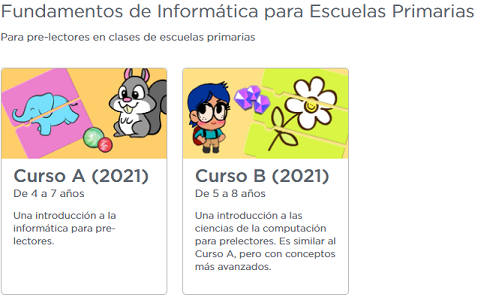 Fundamentos de Informática para Escuelas Primarias
Para pre-lectores en clases de escuelas primarias
Curso A (2021)
De 4 a 7 años
Una introducción a la
informática para pre-
lectores.
Curso B (2021)
De 5 a 8 años
Una introducción a las
ciencias de la computación
para prelectores. Es similar al
Curso A, pero con conceptos
más avanzados.